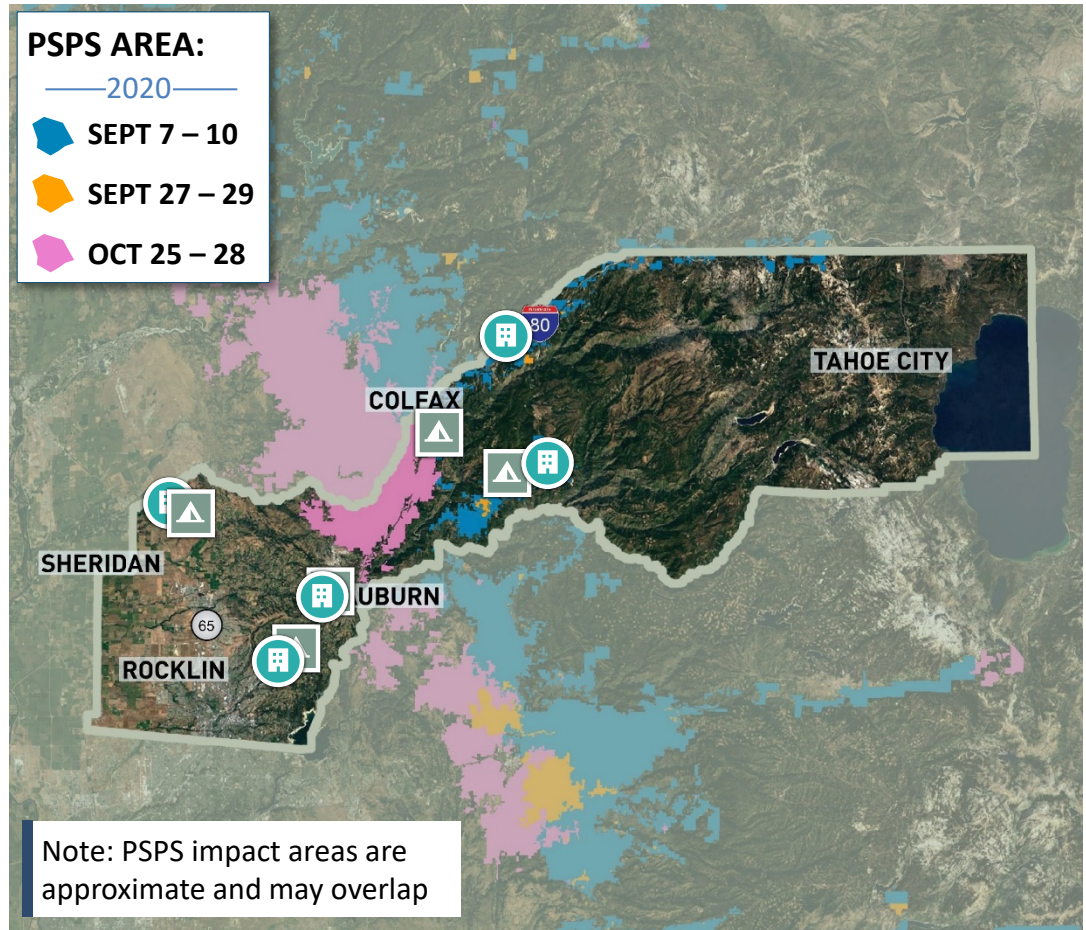 PSPS AREA:
2020
SEPT 7 – 10
SEPT 27 – 29
OCT 25 – 28
80
TAHOE CITY
COLFAX
SHERIDAN
UBURN
65
ROCKLIN
Note: PSPS impact areas are
approximate and may overlap